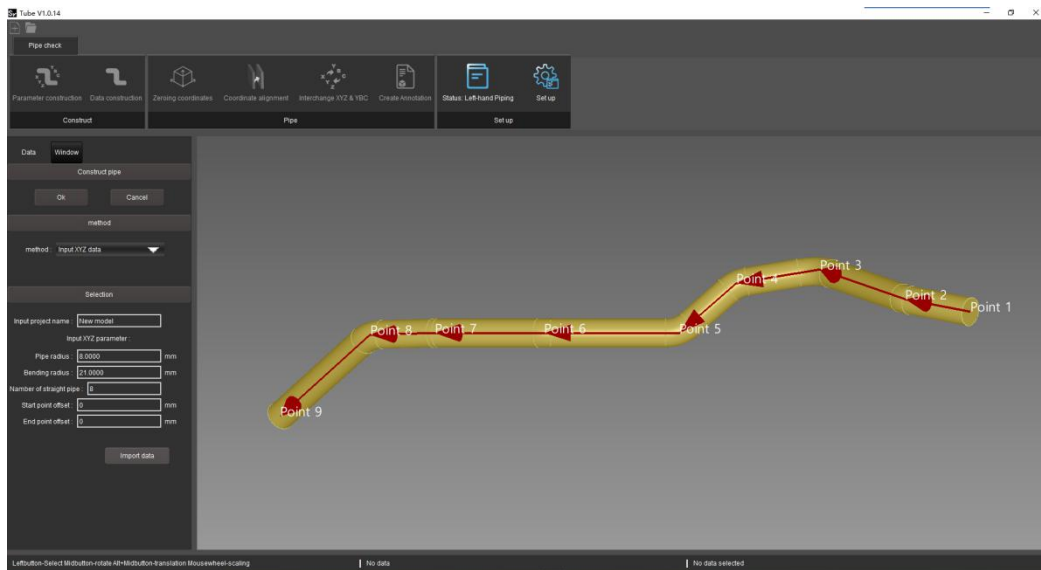 Tube V1.0.14
Pipe check
Parameter construction Data construction Zeroing coordinates Coordinate alignment Interchange XYZ & YBC Create Annotation Status: Left-hand Piping Set up
Construct Pipe Set up
Data Window
Construct pipe
Ok Cancel
method
method : Input XYZ data
Selection
Input project name : New model
Input XYZ parameter :
Pipe radius : 8.0000 mm
Bending radius : 21.0000 mm
Namber of straight pipe : 8
Start point offset : 0 mm
End point offset : 0 mm
Import data
Point 1
Point 2
Point 3
Point 4
Point 5
Point 6
Point 7
Point 8
Point 9
Leftbutton-Select Midbutton-rotate Alt+Midbutton-translation Mousewheel-scaling No data No data selected